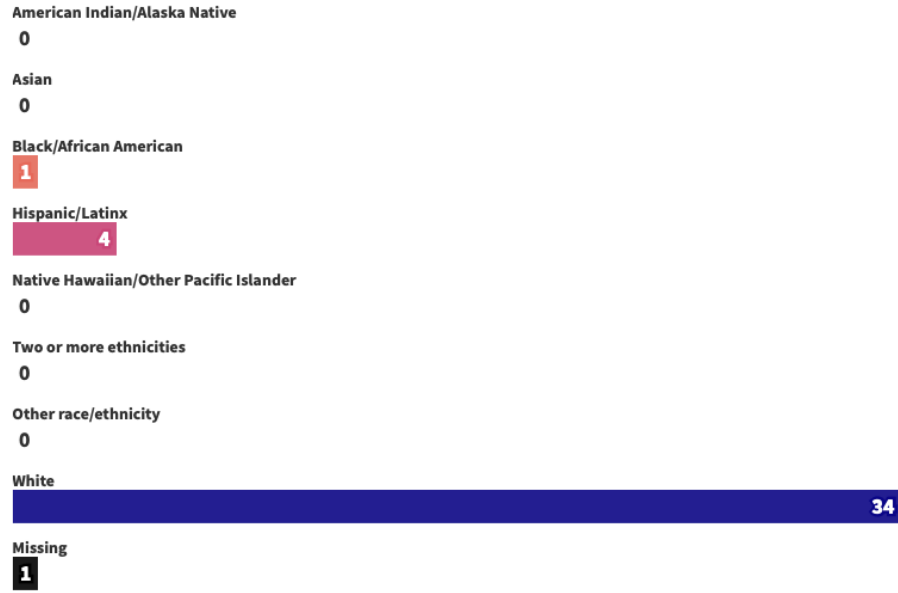 American Indian/Alaska Native
0
Asian
0
Black/African American
1
Hispanic/Latinx
4
Native Hawaiian/Other Pacific Islander
0
Two or more ethnicities
0
Other race/ethnicity
0
White
34
Missing
1